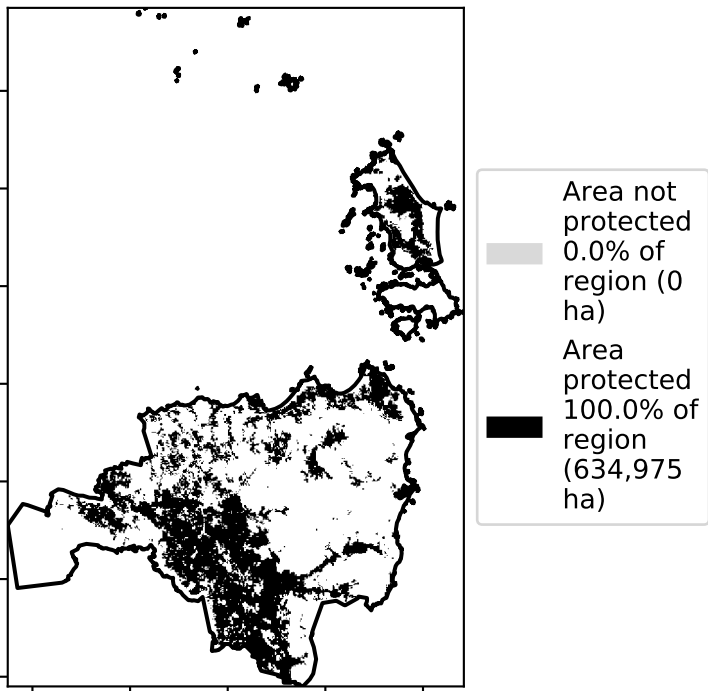 Area not
protected
0.0% of
region (0
ha)
Area
protected
100.0% of
region
(634,975
ha)